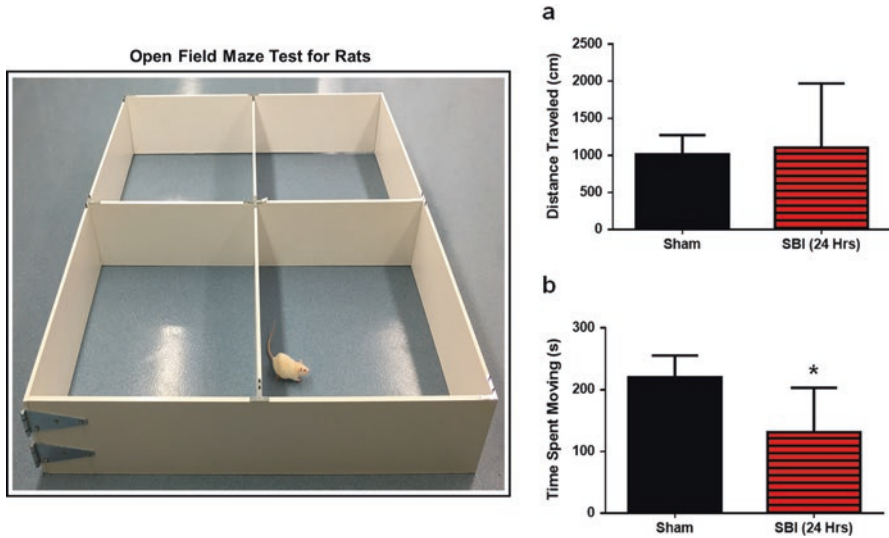 Open Field Maze Test for Rats
a
Distance Traveled (cm)
2500
2000
1500
1000
500
0
Sham SBI (24 Hrs)
b
Time Spent Moving (s)
300
200
100
0
*
Sham SBI (24 Hrs)